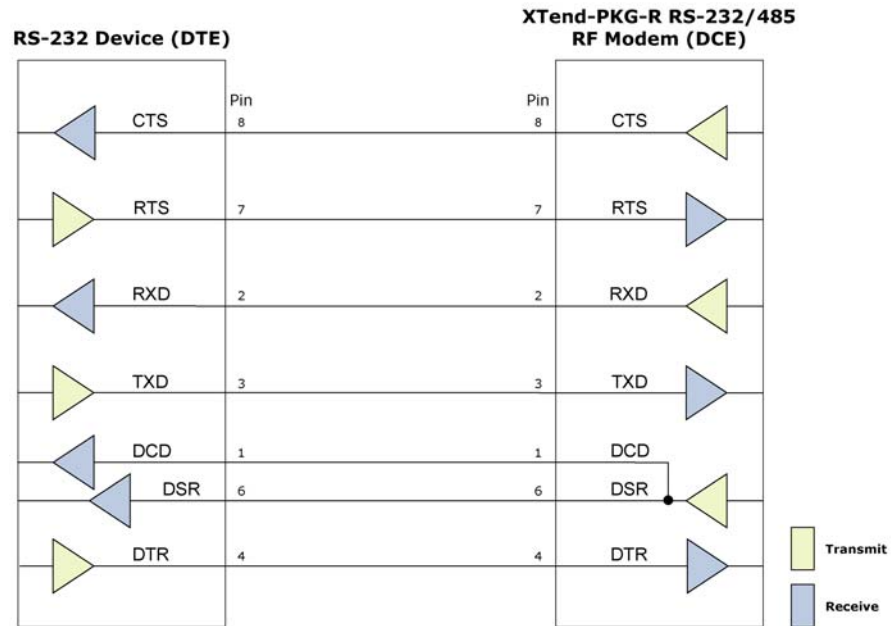 XTend-PKG-R RS-232/485
RS-232 Device (DTE) RF Modem (DCE)
Pin Pin
CTS 8 8 CTS
RTS 7 7 RTS
RXD 2 2 RXD
TXD 3 3 TXD
DCD 1 1 DCD
DSR 6 6 DSR
DTR 4 4 DTR
Transmit
Receive